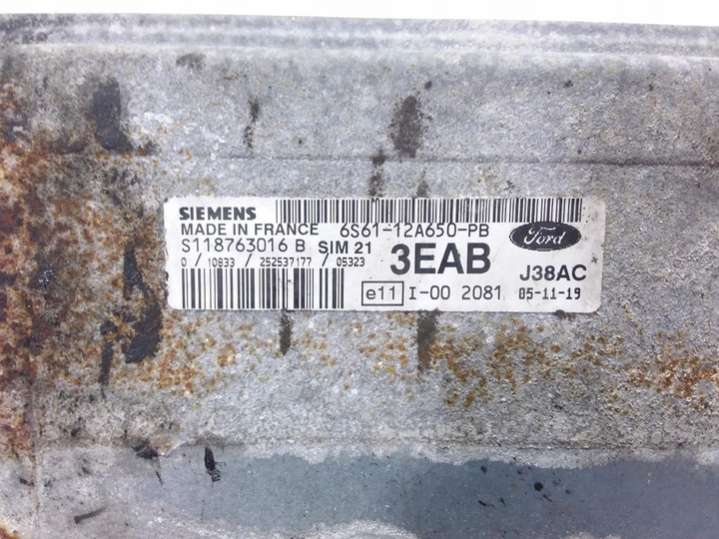 SIEMENS
MADE IN FRANCE 6S61-12A650-PB
S118763016 B SIM 21 3EAB Ford J38AC
0 / 10833 / 252537177 / 05323
e11 I-00 2081 05-11-19